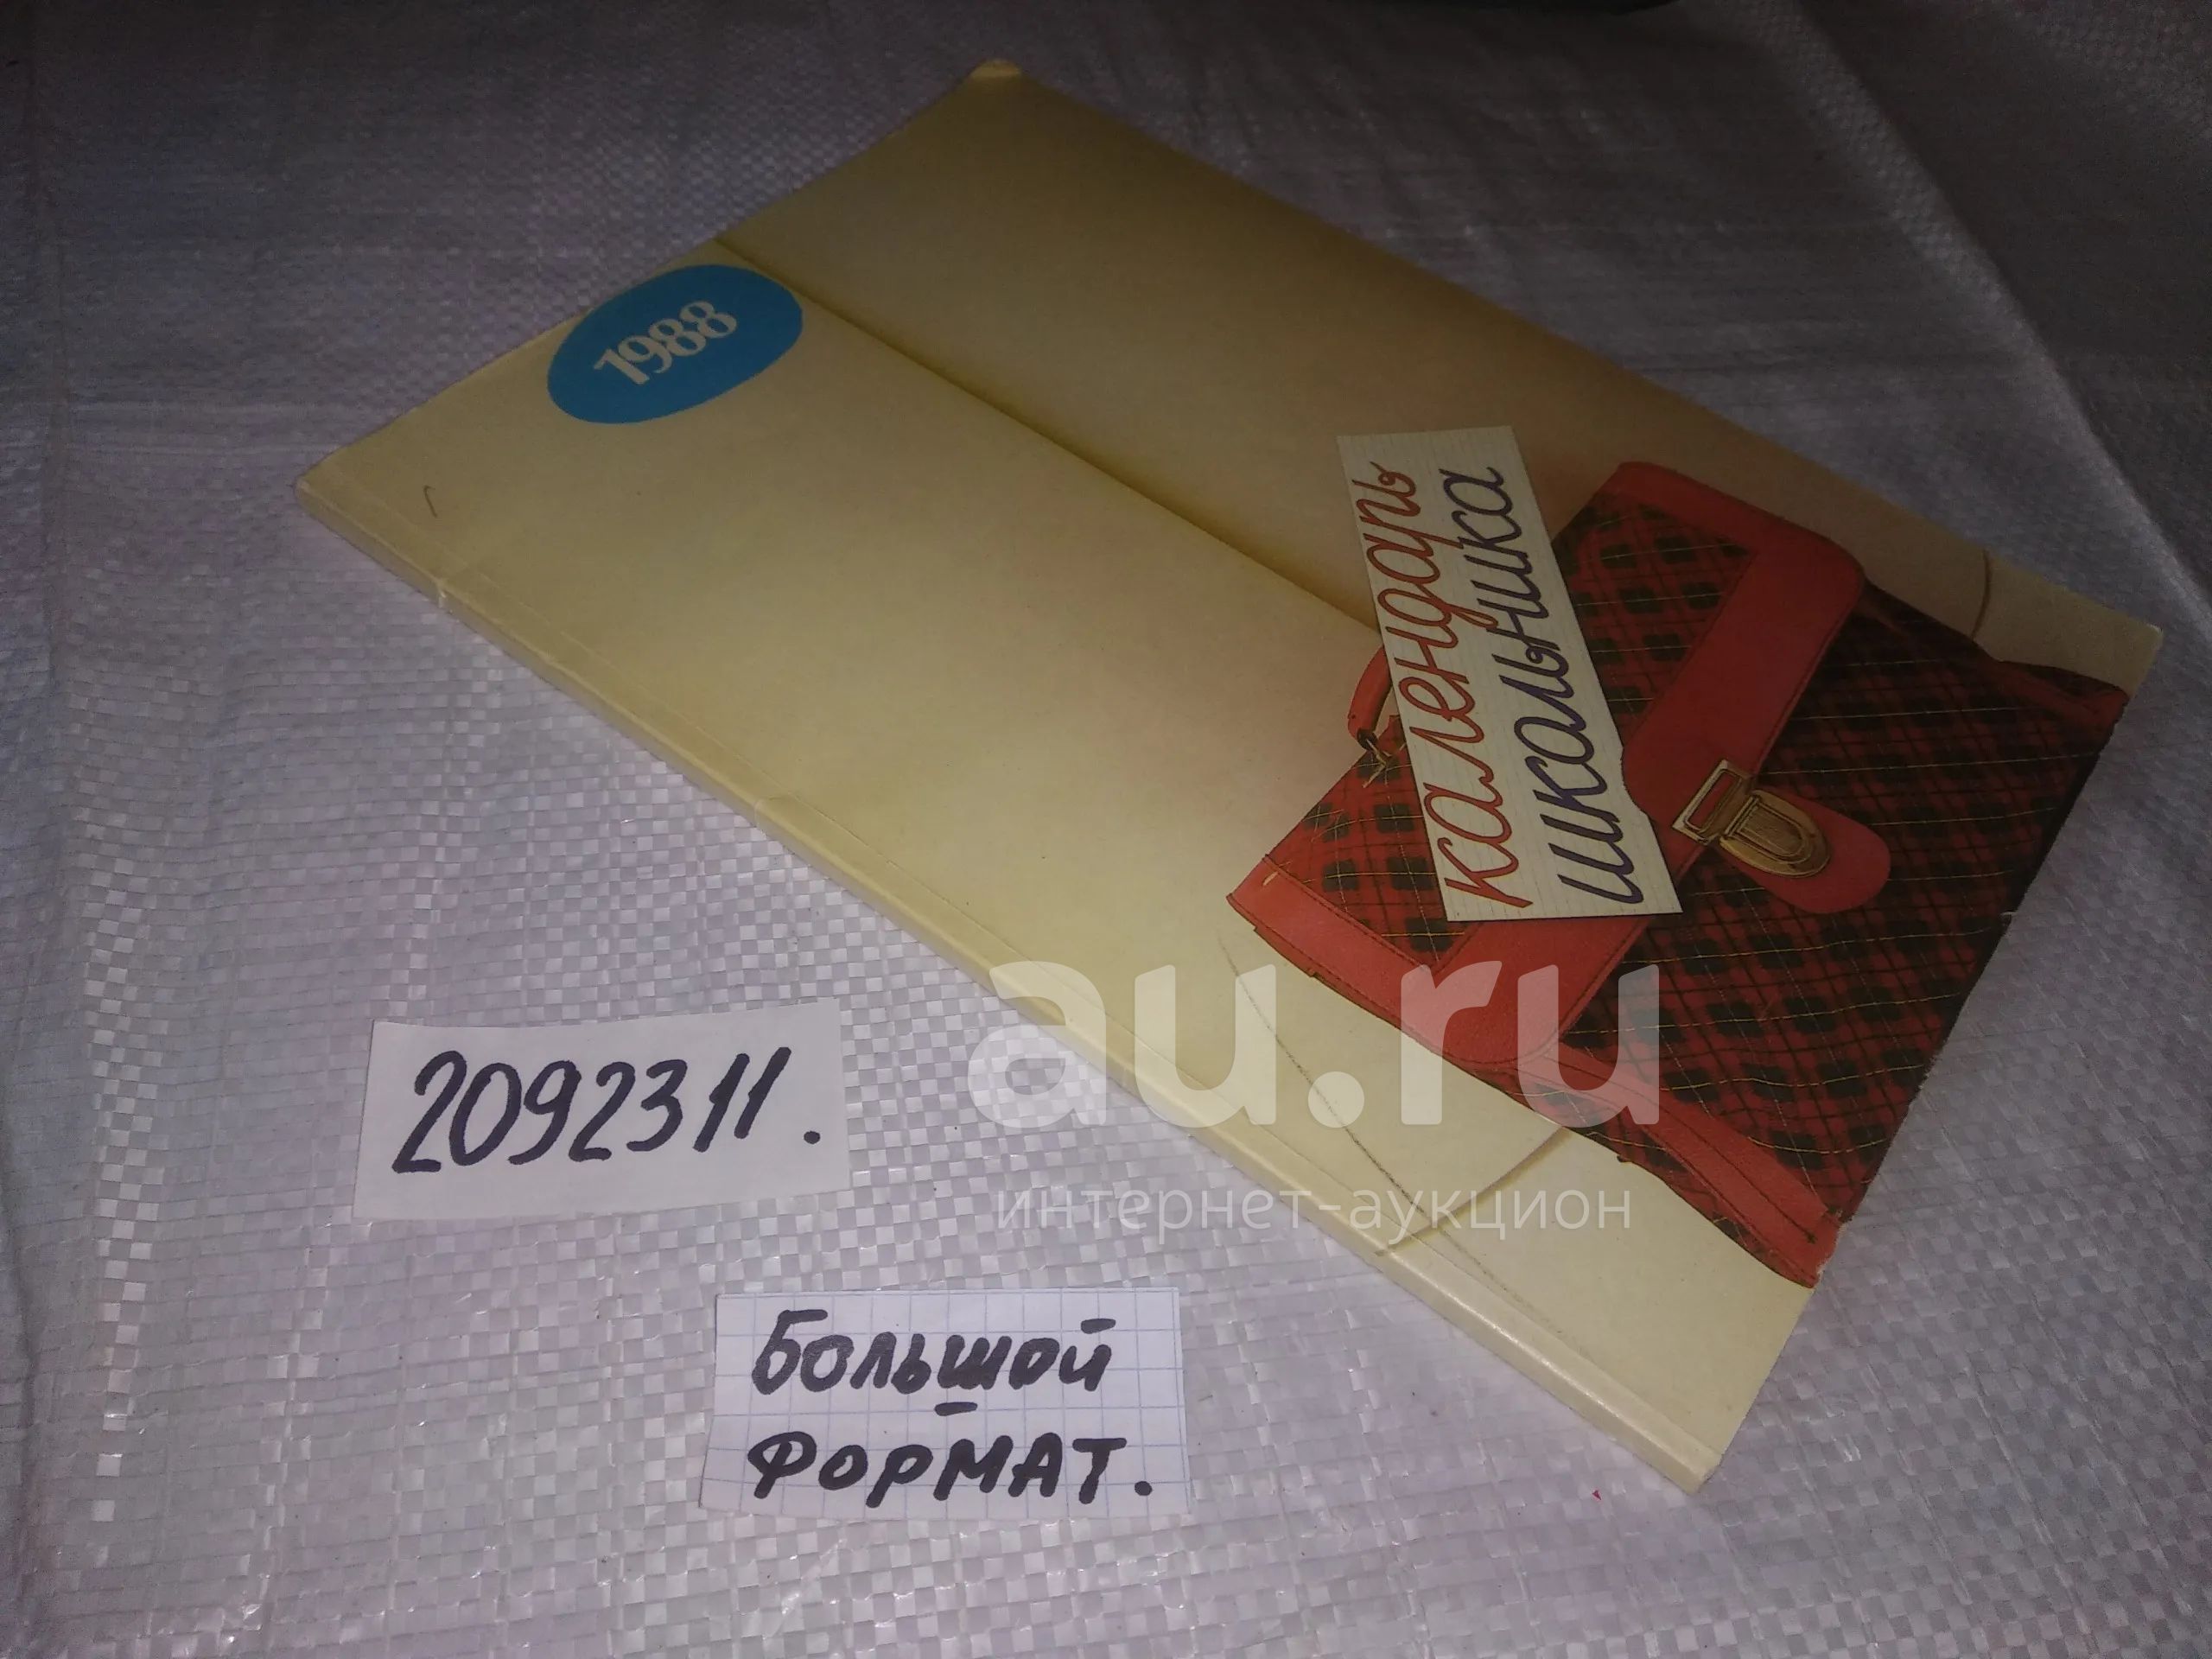 1988
календарь
школьника
au.ru
интернет-аукцион
2092311.
Большой
-
формат.